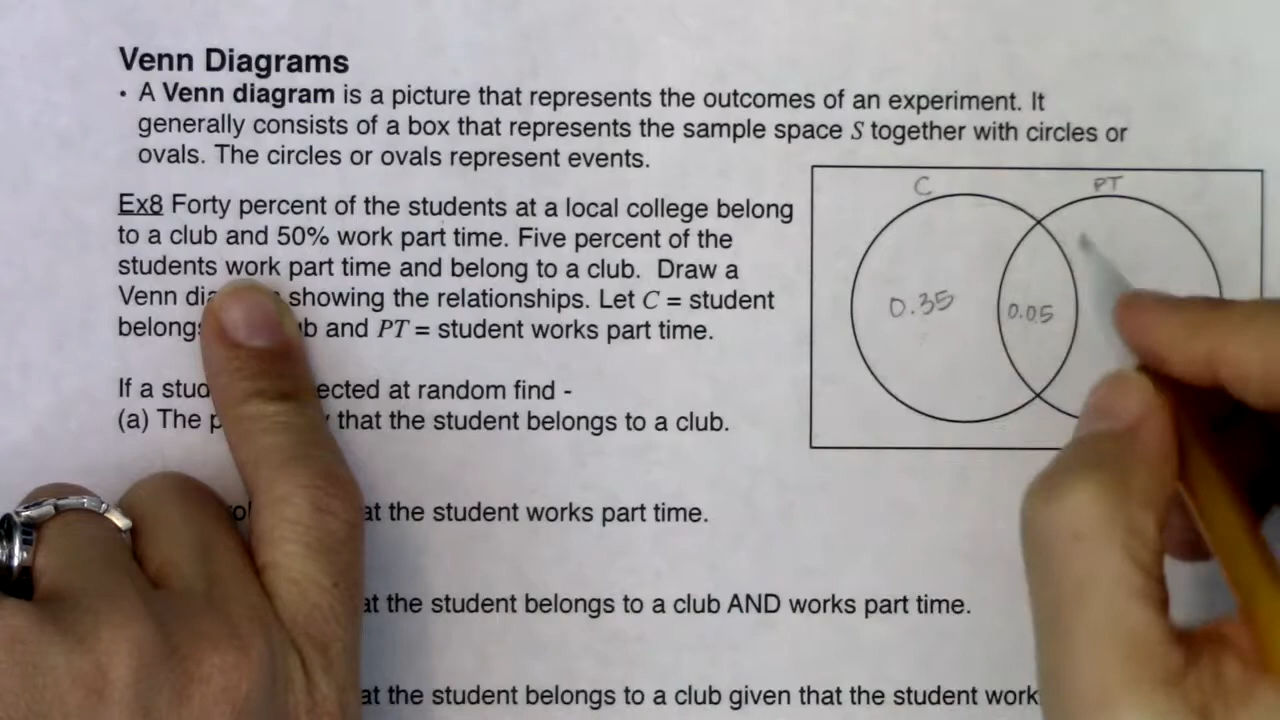 Venn Diagrams
• A Venn diagram is a picture that represents the outcomes of an experiment. It
generally consists of a box that represents the sample space S together with circles or
ovals. The circles or ovals represent events.
Ex8 Forty percent of the students at a local college belong
to a club and 50% work part time. Five percent of the
students work part time and belong to a club. Draw a
Venn showing the relationships. Let C = student
belongs and PT = student works part time.
If a at random find -
(a) The that the student belongs to a club.
at the student works part time.
at the student belongs to a club AND works part time.
at the student belongs to a club given that the student work
C PT
0.35 0.05